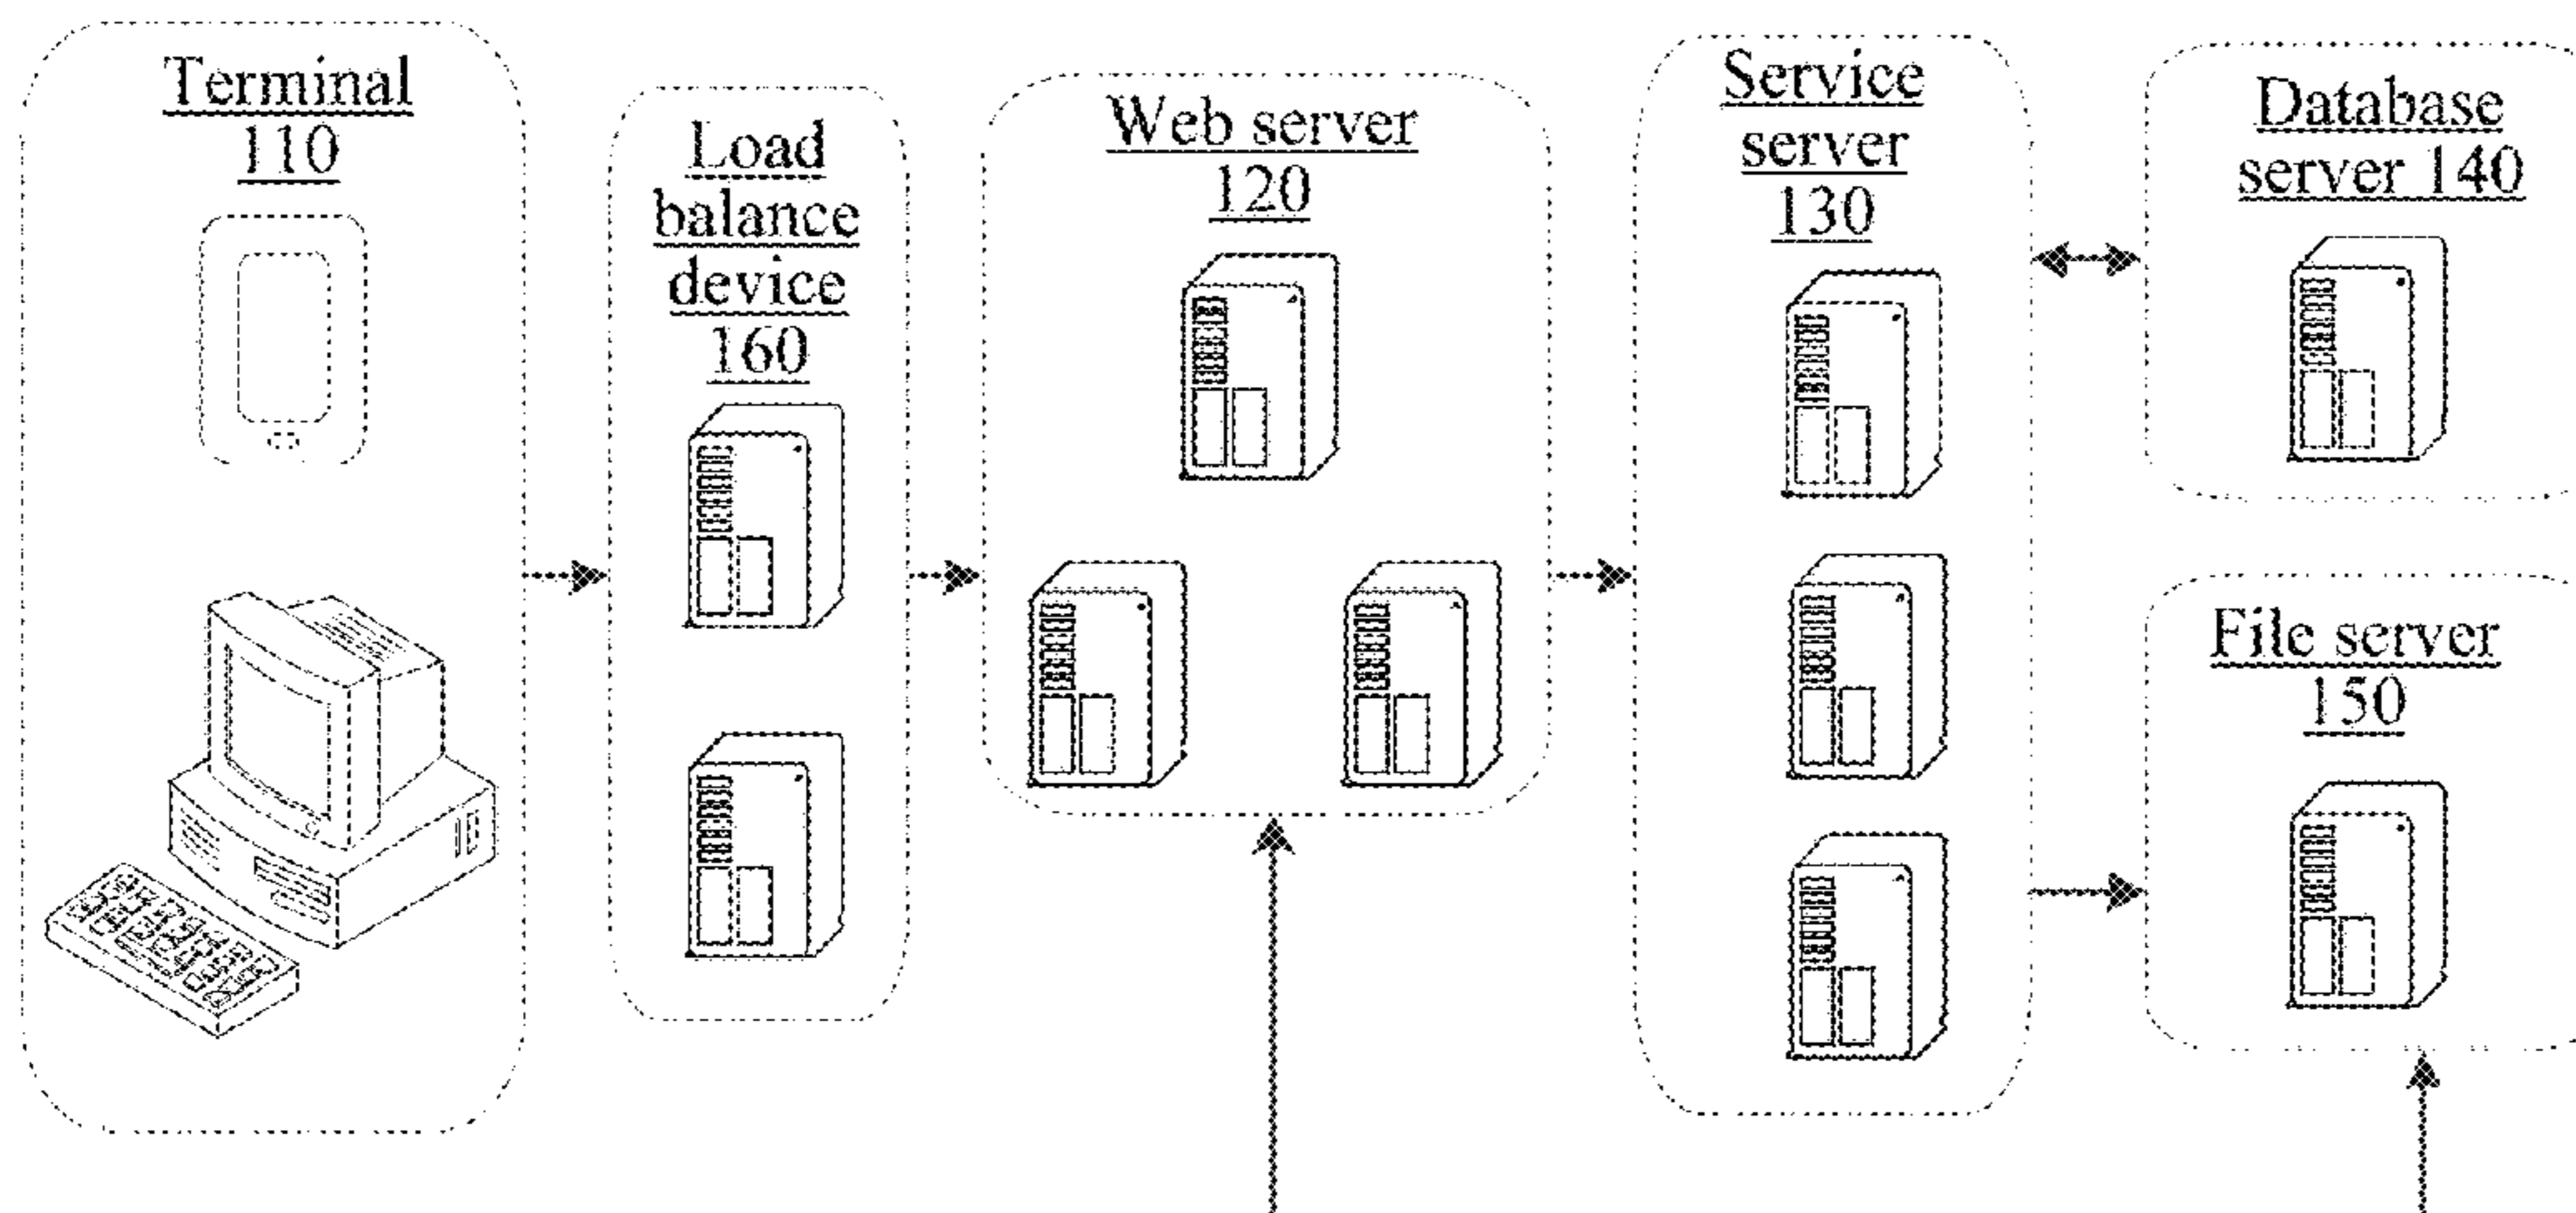 Terminal
110
Load
balance
device
160
Web server
120
Service
server
130
Database
server 140
File server
150